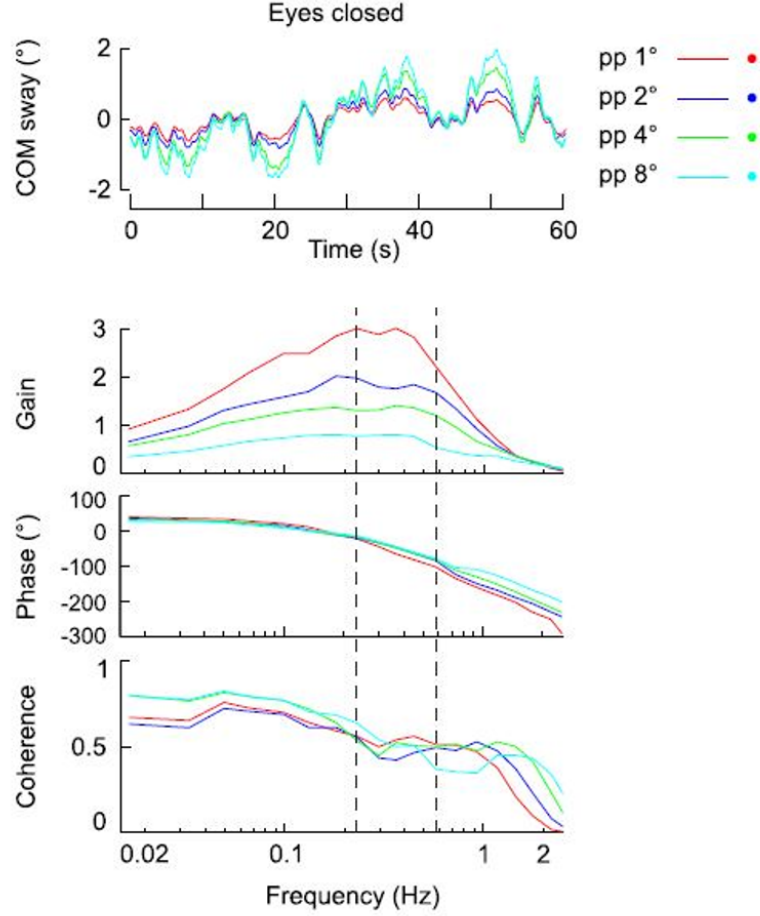 Eyes closed
COM sway (°)
2
0
-2
0 20 40 60
Time (s)
pp 1°
pp 2°
pp 4°
pp 8°
Gain
3
2
1
0
Phase (°)
100
0
-100
-200
-300
Coherence
1
0.5
0
0.02 0.1 1 2
Frequency (Hz)